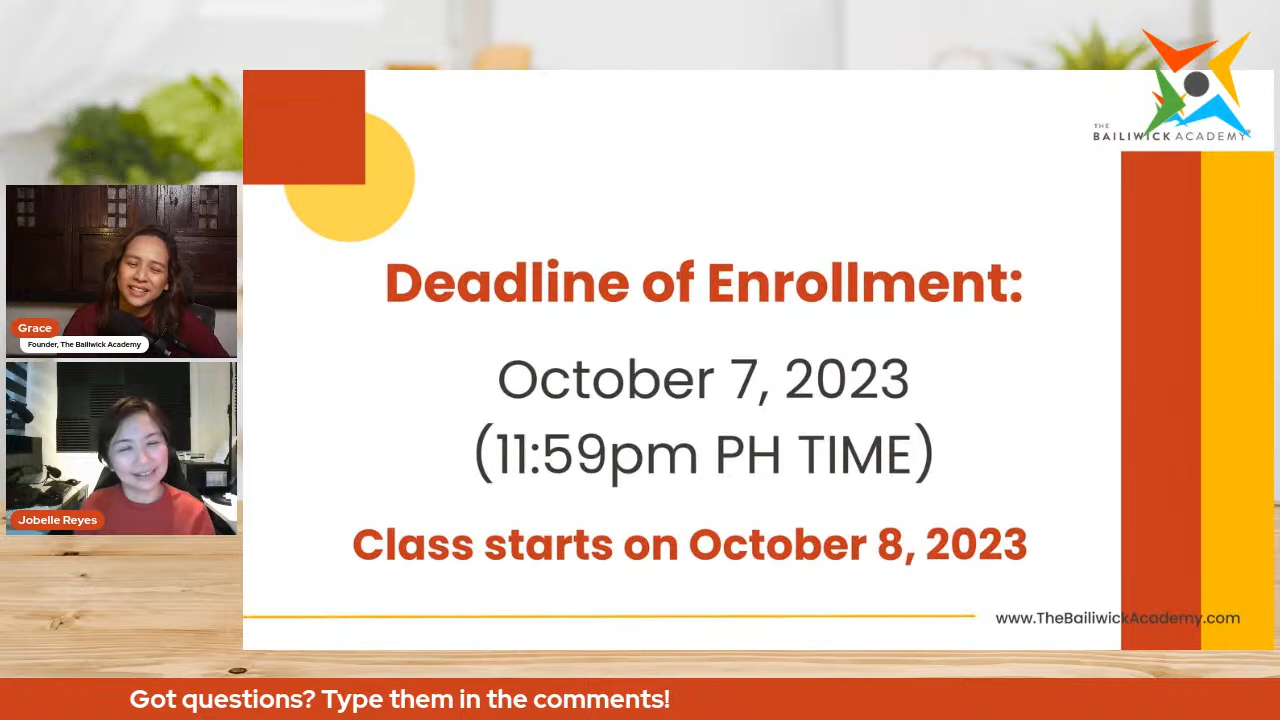 THE
BAILIWICK ACADEMY
Grace
Founder, The Bailiwick Academy
Jobelle Reyes
Deadline of Enrollment:
October 7, 2023
(11:59pm PH TIME)
Class starts on October 8, 2023
www.TheBailiwickAcademy.com
Got questions? Type them in the comments!